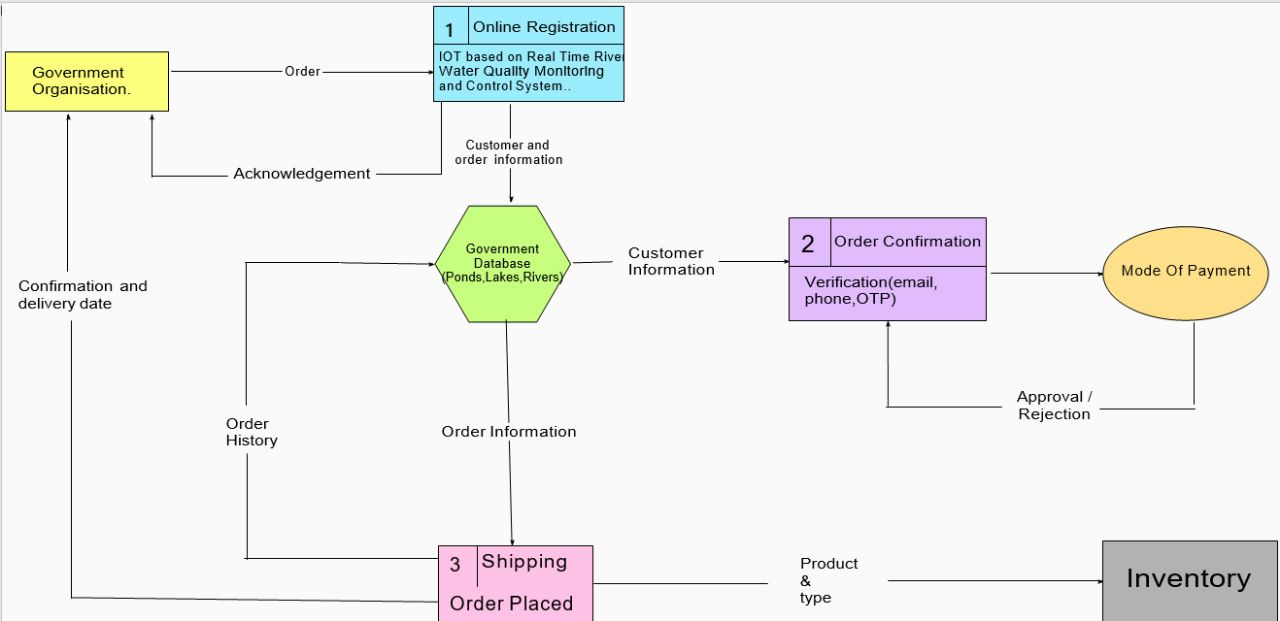 1 Online Registration
IOT based on Real Time River
Water Quality Monitoring
and Control System..
Government
Organisation.
Order
Customer and
order information
Acknowledgement
Government
Database
(Ponds,Lakes,Rivers)
Customer
Information
2 Order Confirmation
Verification(email,
phone,OTP)
Mode Of Payment
Confirmation and
delivery date
Approval /
Rejection
Order
History
Order Information
3 Shipping
Order Placed
Product
&
type
Inventory